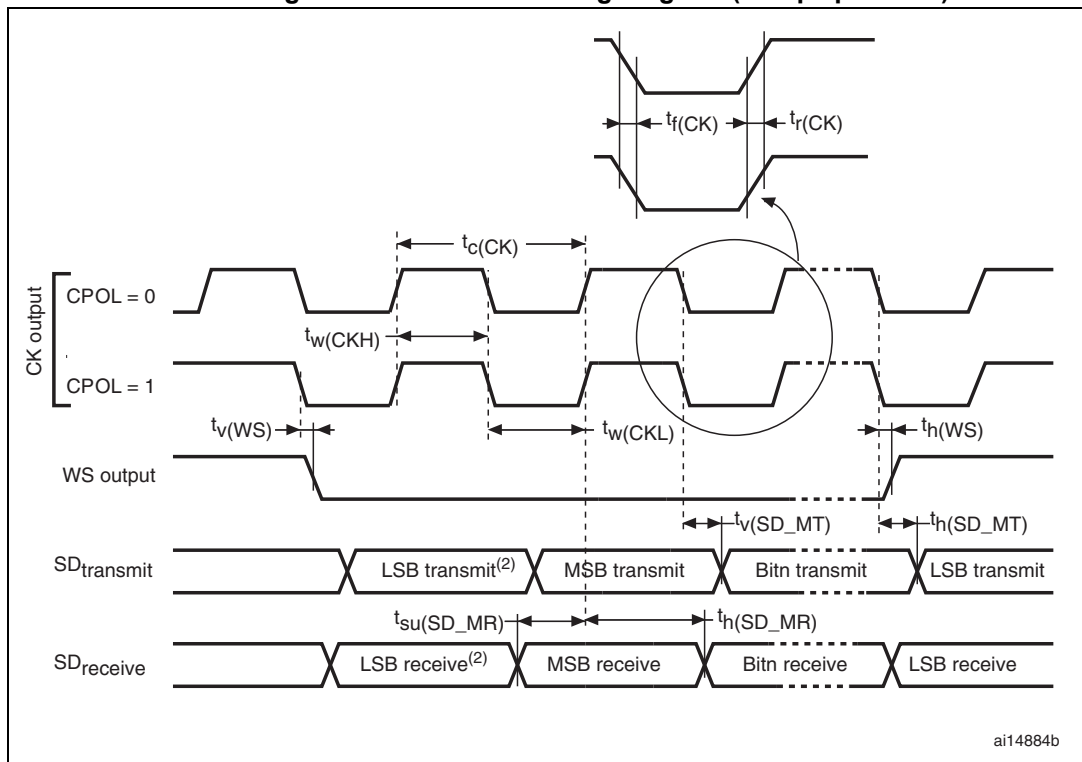 tf(CK)
tr(CK)
tc(CK)
CK output
CPOL = 0
tw(CKH)
CPOL = 1
tv(WS)
tw(CKL)
th(WS)
WS output
tv(SD_MT)
th(SD_MT)
SDtransmit
LSB transmit(2)
MSB transmit
Bitn transmit
LSB transmit
tsu(SD_MR)
th(SD_MR)
SDreceive
LSB receive(2)
MSB receive
Bitn receive
LSB receive
ai14884b